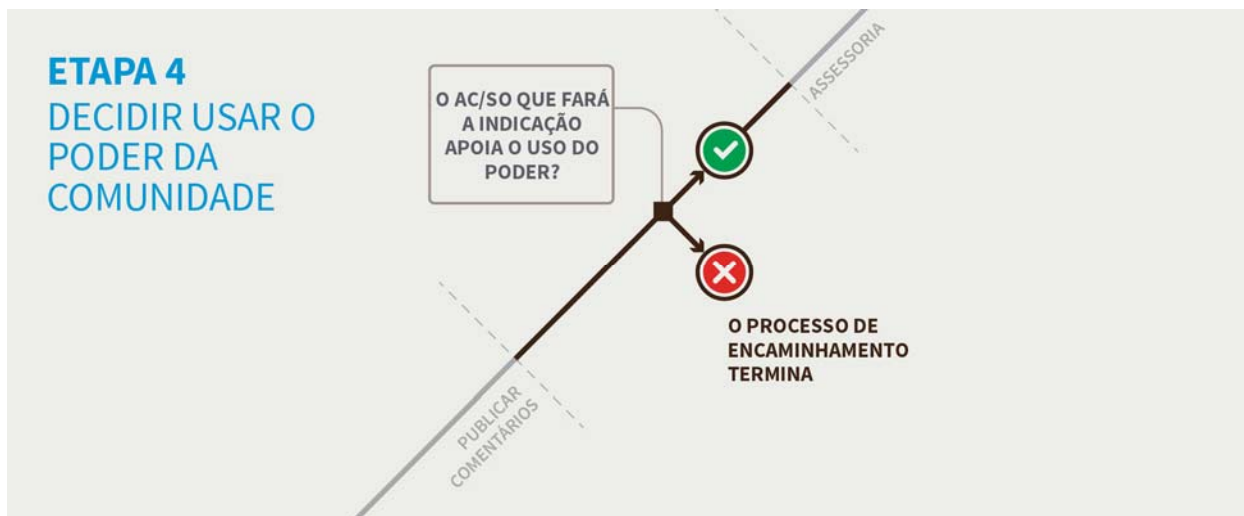 ETAPA 4
DECIDIR USAR O
PODER DA
COMUNIDADE
O AC/SO QUE FARÁ
A INDICAÇÃO
APOIA O USO DO
PODER?
ASSESSORIA
O PROCESSO DE
ENCAMINHAMENTO
TERMINA
PUBLICAR
COMENTÁRIOS